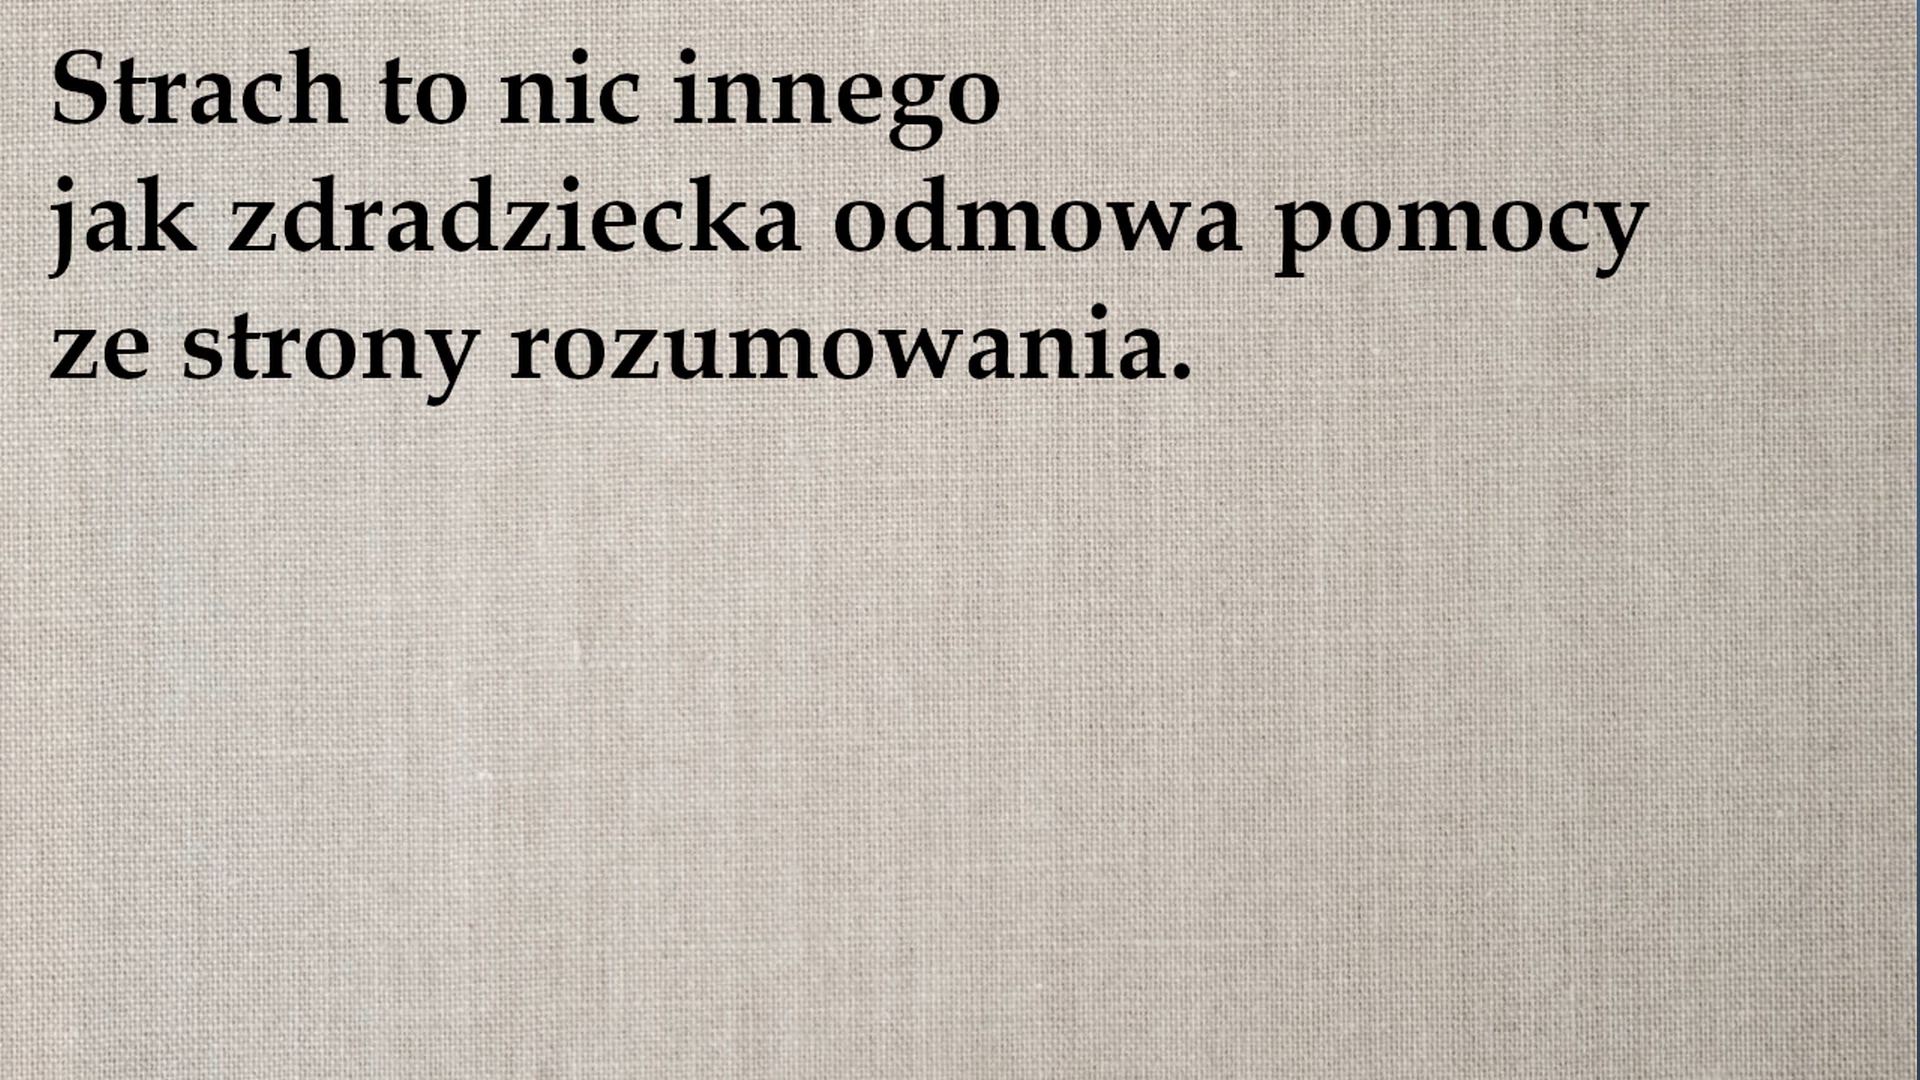 Strach to nic innego
jak zdradziecka odmowa pomocy
ze strony rozumowania.